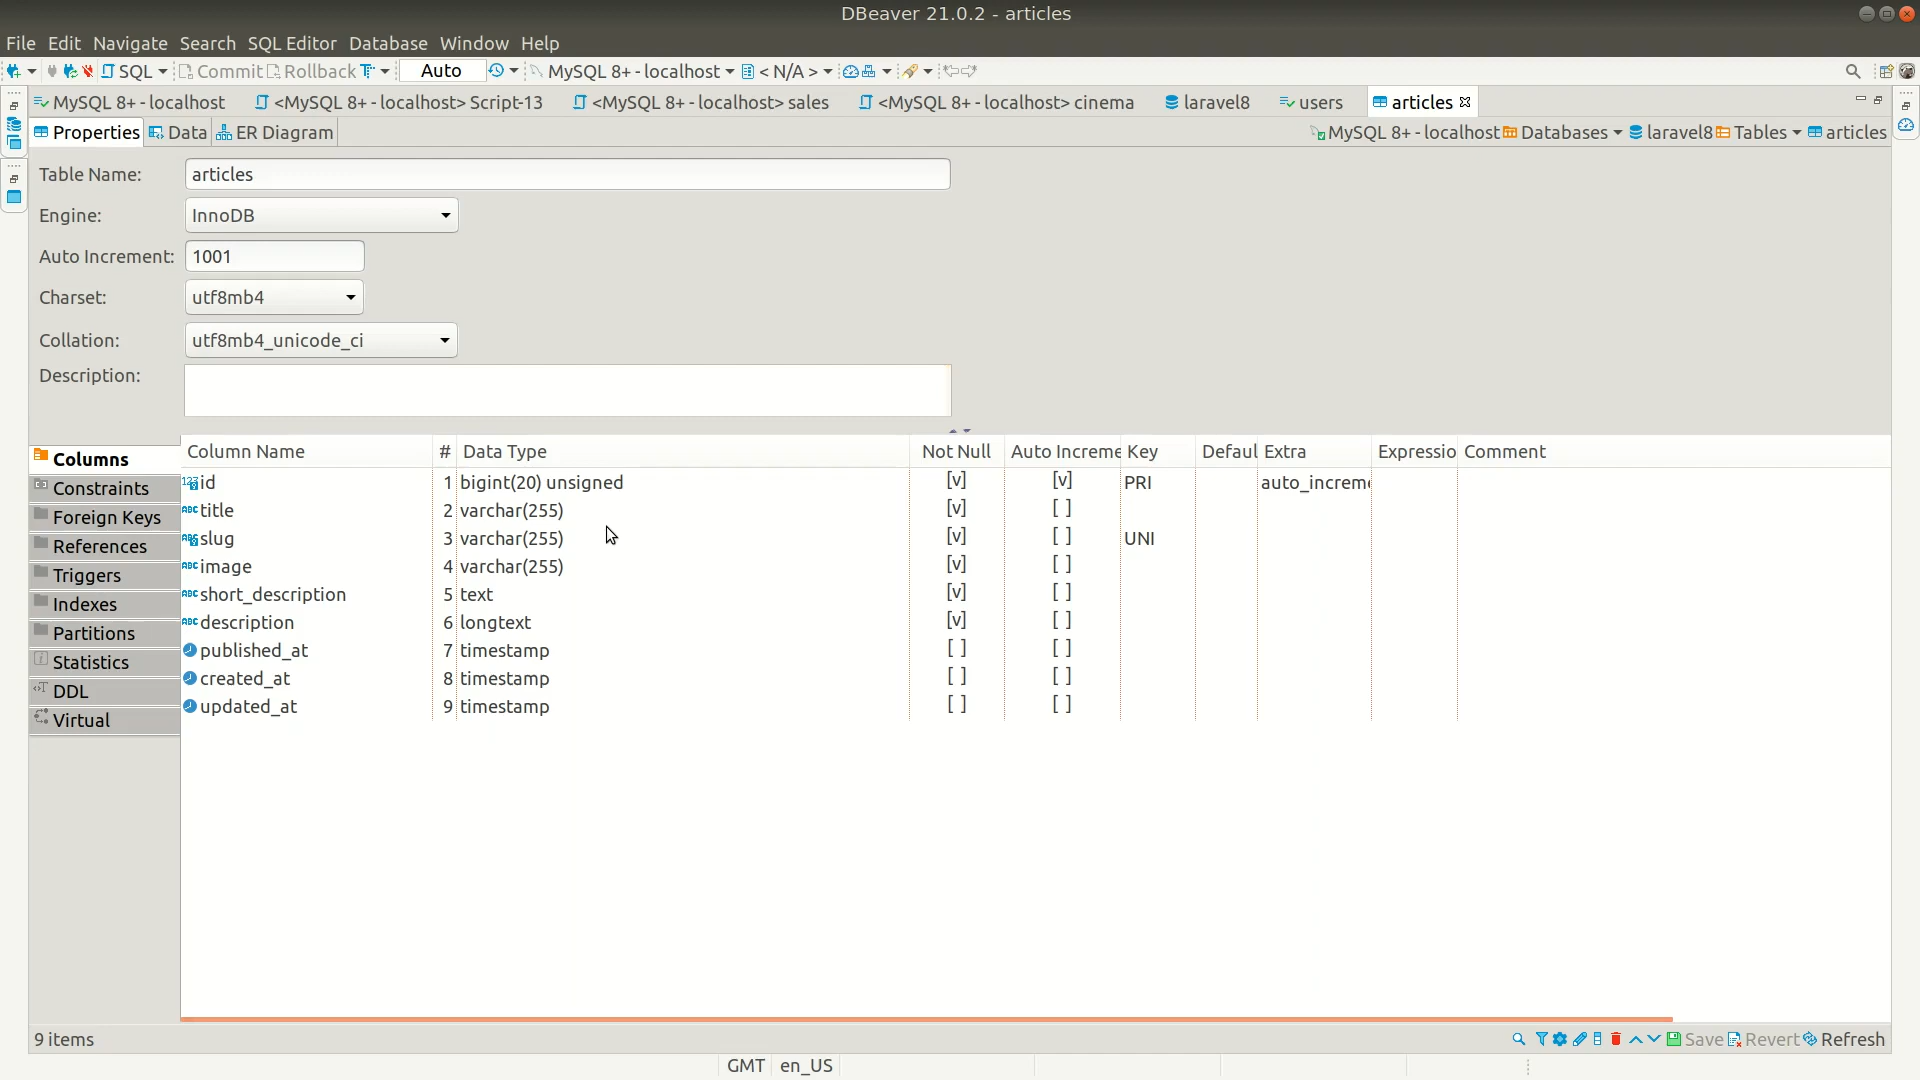 DBeaver 21.0.2 - articles
File Edit Navigate Search SQL Editor Database Window Help
SQL Commit Rollback Auto MySQL 8+ - localhost < N/A >
MySQL 8+ - localhost <MySQL 8+ - localhost> Script-13 <MySQL 8+ - localhost> sales <MySQL 8+ - localhost> cinema laravel8 users articles
Properties Data ER Diagram MySQL 8+ - localhost Databases laravel8 Tables articles
Table Name: articles
Engine: InnoDB
Auto Increment: 1001
Charset: utf8mb4
Collation: utf8mb4_unicode_ci
Description:
Columns
Constraints
Foreign Keys
References
Triggers
Indexes
Partitions
Statistics
DDL
Virtual
Column Name # Data Type Not Null Auto Increme Key Defaul Extra Expressio Comment
id 1 bigint(20) unsigned [v] [v] PRI auto_increme
title 2 varchar(255) [v] [ ]
slug 3 varchar(255) [v] [ ] UNI
image 4 varchar(255) [v] [ ]
short_description 5 text [v] [ ]
description 6 longtext [v] [ ]
published_at 7 timestamp [ ] [ ]
created_at 8 timestamp [ ] [ ]
updated_at 9 timestamp [ ] [ ]
9 items Save Revert Refresh
GMT en_US